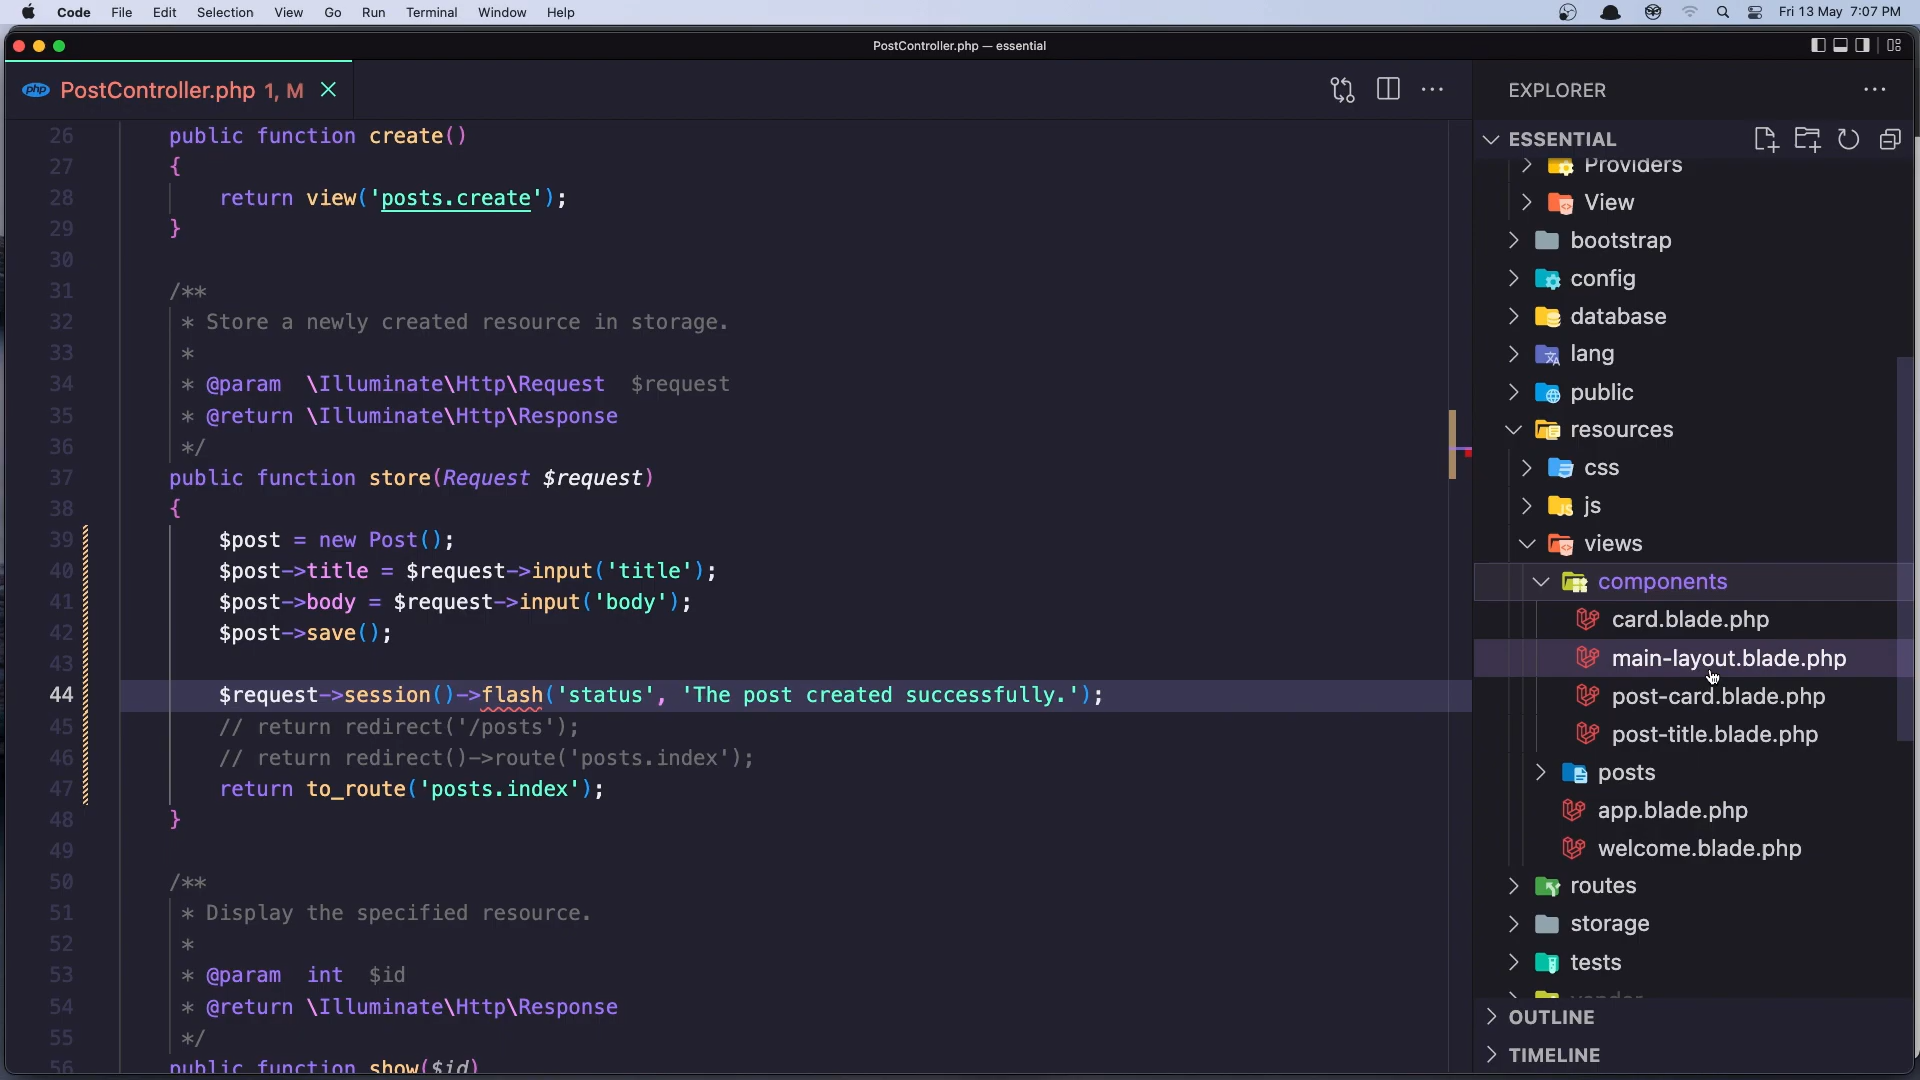 Code File Edit Selection View Go Run Terminal Window Help Fri 13 May 7:07 PM
PostController.php — essential
php PostController.php 1, M
26 public function create()
27 {
28 return view('posts.create');
29 }
30
31 /**
32 * Store a newly created resource in storage.
33 *
34 * @param \Illuminate\Http\Request $request
35 * @return \Illuminate\Http\Response
36 */
37 public function store(Request $request)
38 {
39 $post = new Post();
40 $post->title = $request->input('title');
41 $post->body = $request->input('body');
42 $post->save();
43
44 $request->session()->flash('status', 'The post created successfully.');
45 // return redirect('/posts');
46 // return redirect()->route('posts.index');
47 return to_route('posts.index');
48 }
49
50 /**
51 * Display the specified resource.
52 *
53 * @param int $id
54 * @return \Illuminate\Http\Response
55 */
56 public function show($id)
EXPLORER
ESSENTIAL
Providers
View
bootstrap
config
database
lang
public
resources
css
js
views
components
card.blade.php
main-layout.blade.php
post-card.blade.php
post-title.blade.php
posts
app.blade.php
welcome.blade.php
routes
storage
tests
vendor
OUTLINE
TIMELINE